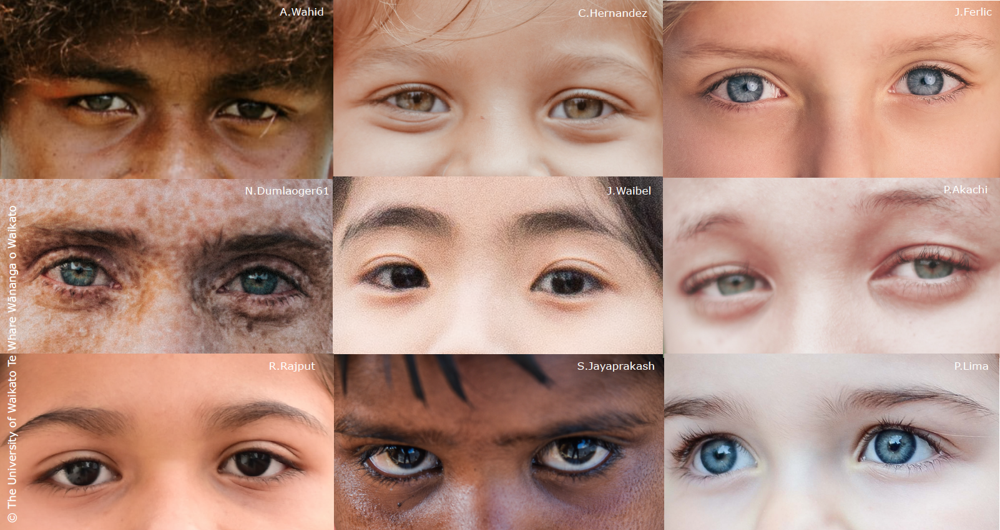 A.Wahid
C.Hernandez
J.Ferlic
N.Dumlaoger61
J.Waibel
P.Akachi
R.Rajput
S.Jayaprakash
P.Lima
© The University of Waikato Te Whare Wānanga o Waikato